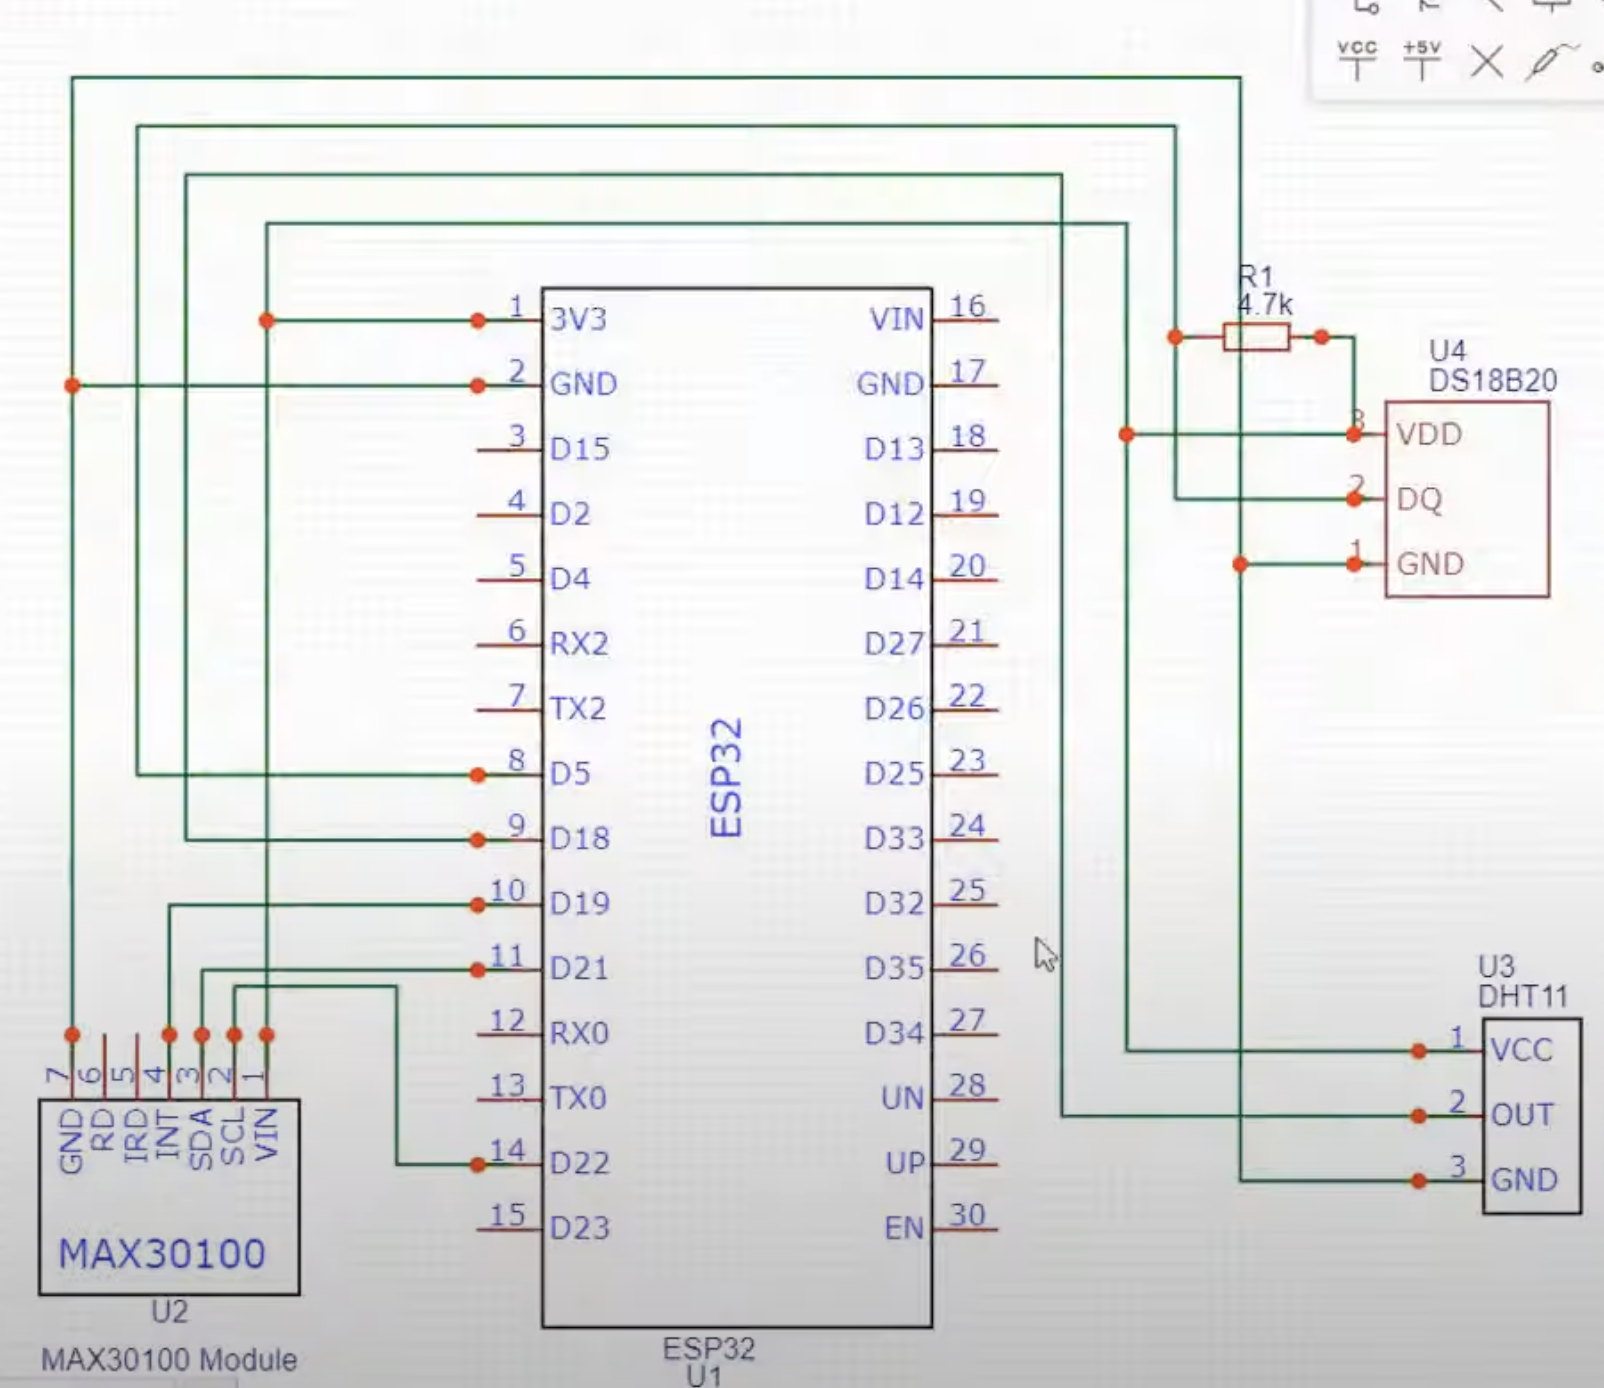 VCC +5V
R1
4.7k
U4
DS18B20
3 VDD
2 DQ
1 GND
1 3V3 VIN 16
2 GND GND 17
3 D15 D13 18
4 D2 D12 19
5 D4 D14 20
6 RX2 D27 21
7 TX2 D26 22
8 D5 D25 23
9 D18 D33 24
10 D19 D32 25
11 D21 D35 26
12 RX0 D34 27
13 TX0 UN 28
14 D22 UP 29
15 D23 EN 30
ESP32
ESP32
U1
U3
DHT11
1 VCC
2 OUT
3 GND
7 6 5 4 3 2 1
GND RD IRD INT SDA SCL VIN
MAX30100
U2
MAX30100 Module